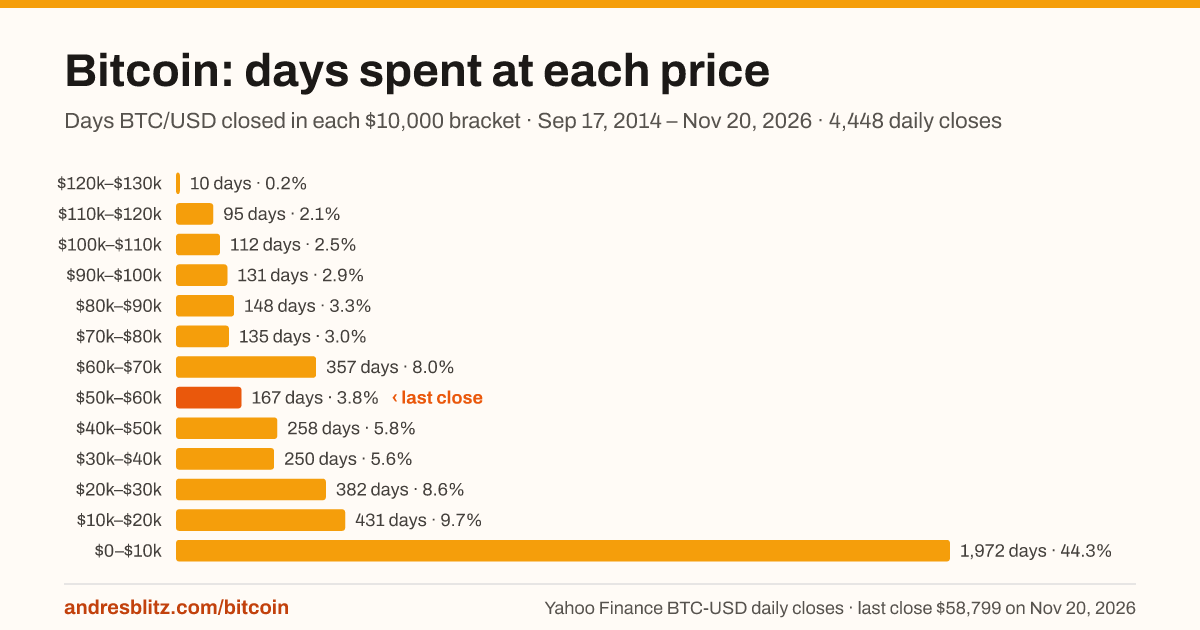 Bitcoin: days spent at each price
Days BTC/USD closed in each $10,000 bracket · Sep 17, 2014 – Nov 20, 2026 · 4,448 daily closes
$120k–$130k 10 days · 0.2%
$110k–$120k 95 days · 2.1%
$100k–$110k 112 days · 2.5%
$90k–$100k 131 days · 2.9%
$80k–$90k 148 days · 3.3%
$70k–$80k 135 days · 3.0%
$60k–$70k 357 days · 8.0%
$50k–$60k 167 days · 3.8% ‹ last close
$40k–$50k 258 days · 5.8%
$30k–$40k 250 days · 5.6%
$20k–$30k 382 days · 8.6%
$10k–$20k 431 days · 9.7%
$0–$10k 1,972 days · 44.3%
andresblitz.com/bitcoin Yahoo Finance BTC-USD daily closes · last close $58,799 on Nov 20, 2026